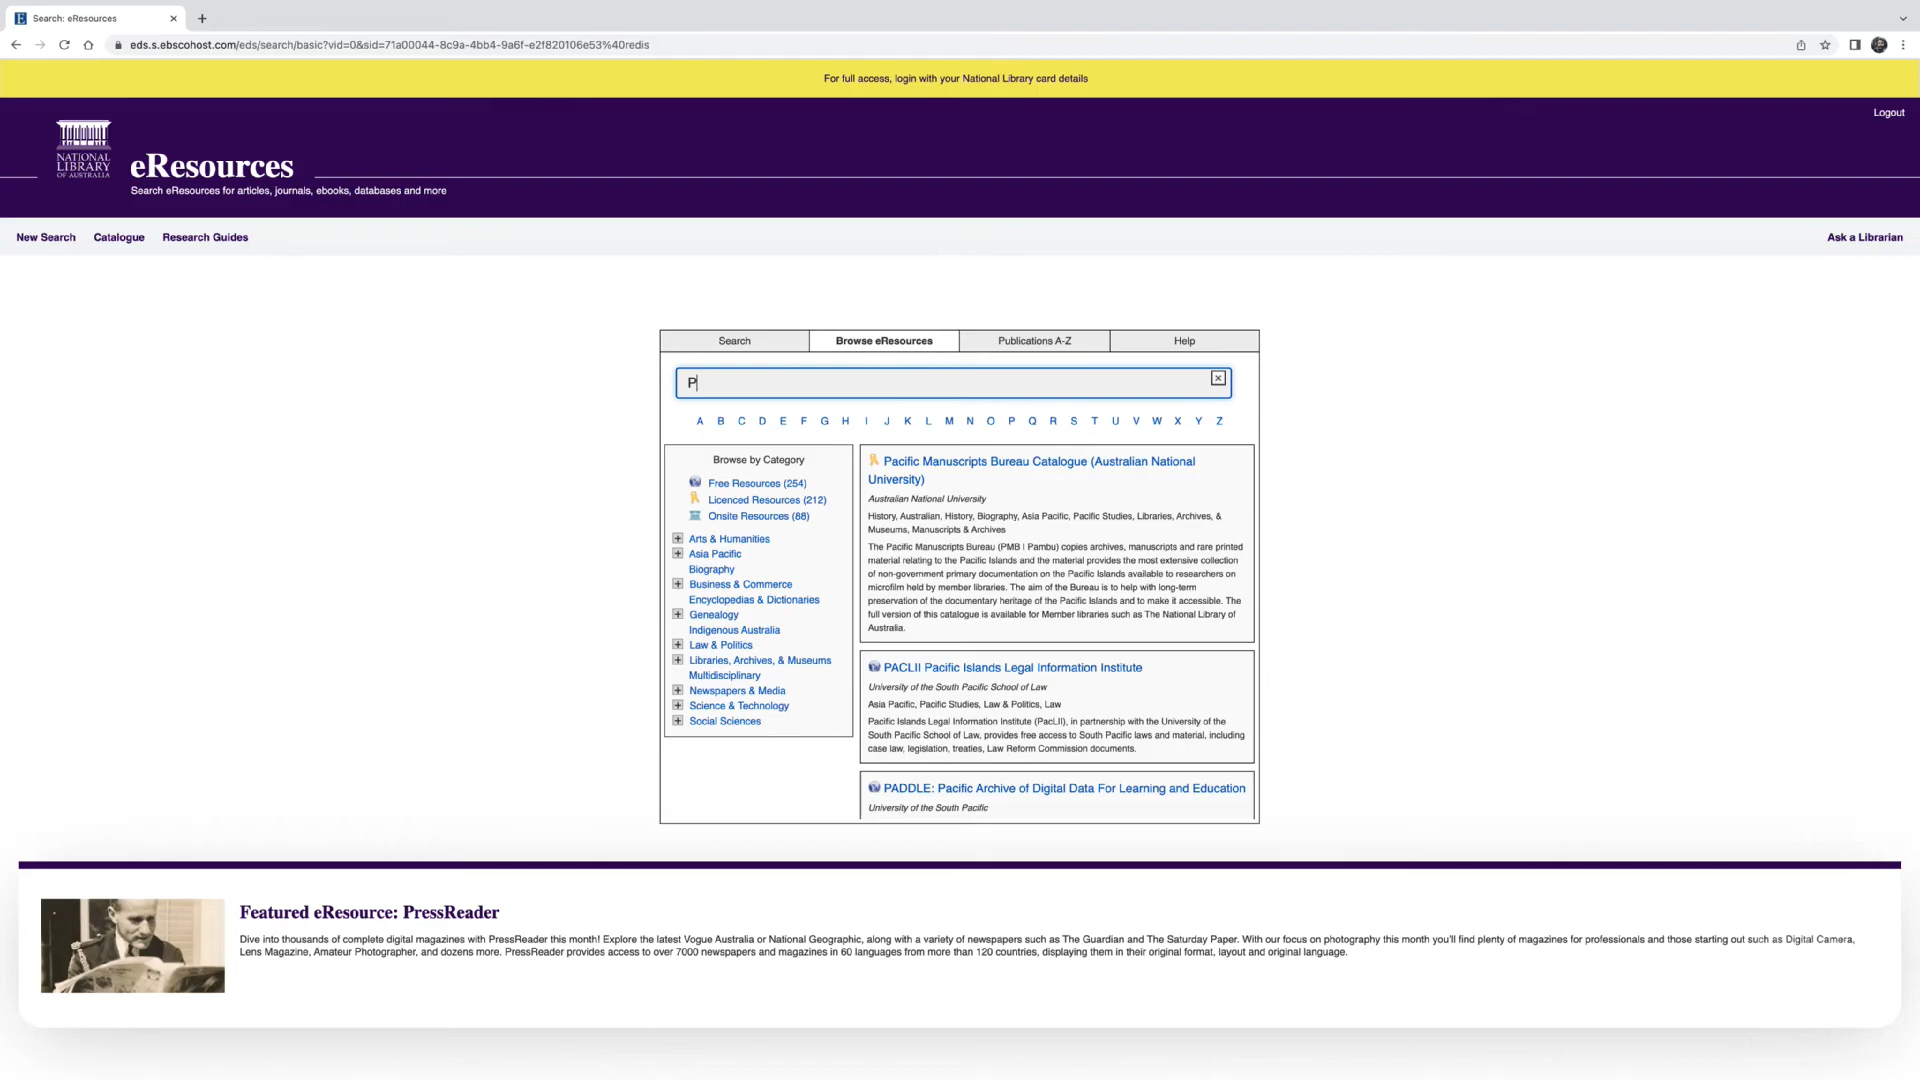 Search: eResources
eds.s.ebscohost.com/eds/search/basic?vid=0&sid=71a00044-8c9a-4bb4-9a6f-e2f820106e53%40redis
For full access, login with your National Library card details
Logout
NATIONAL
LIBRARY
OF AUSTRALIA
eResources
Search eResources for articles, journals, ebooks, databases and more
New Search Catalogue Research Guides Ask a Librarian
Search Browse eResources Publications A-Z Help
P
A B C D E F G H I J K L M N O P Q R S T U V W X Y Z
Browse by Category
Free Resources (254)
Licenced Resources (212)
Onsite Resources (88)
Arts & Humanities
Asia Pacific
Biography
Business & Commerce
Encyclopedias & Dictionaries
Genealogy
Indigenous Australia
Law & Politics
Libraries, Archives, & Museums
Multidisciplinary
Newspapers & Media
Science & Technology
Social Sciences
Pacific Manuscripts Bureau Catalogue (Australian National
University)
Australian National University
History, Australian, History, Biography, Asia Pacific, Pacific Studies, Libraries, Archives, &
Museums, Manuscripts & Archives
The Pacific Manuscripts Bureau (PMB | Pambu) copies archives, manuscripts and rare printed
material relating to the Pacific Islands and the material provides the most extensive collection
of non-government primary documentation on the Pacific Islands available to researchers on
microfilm held by member libraries. The aim of the Bureau is to help with long-term
preservation of the documentary heritage of the Pacific Islands and to make it accessible. The
full version of this catalogue is available for Member libraries such as The National Library of
Australia.
PACLII Pacific Islands Legal Information Institute
University of the South Pacific School of Law
Asia Pacific, Pacific Studies, Law & Politics, Law
Pacific Islands Legal Information Institute (PacLII), in partnership with the University of the
South Pacific School of Law, provides free access to South Pacific laws and material, including
case law, legislation, treaties, Law Reform Commission documents.
PADDLE: Pacific Archive of Digital Data For Learning and Education
University of the South Pacific
Featured eResource: PressReader
Dive into thousands of complete digital magazines with PressReader this month! Explore the latest Vogue Australia or National Geographic, along with a variety of newspapers such as The Guardian and The Saturday Paper. With our focus on photography this month you'll find plenty of magazines for professionals and those starting out such as Digital Camera,
Lens Magazine, Amateur Photographer, and dozens more. PressReader provides access to over 7000 newspapers and magazines in 60 languages from more than 120 countries, displaying them in their original format, layout and original language.